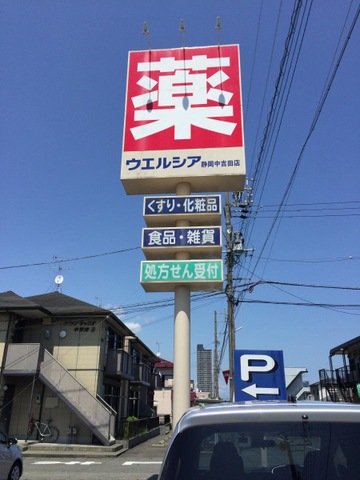 薬
ウエルシア 静岡中吉田店
くすり・化粧品
食品・雑貨
処方せん受付
P